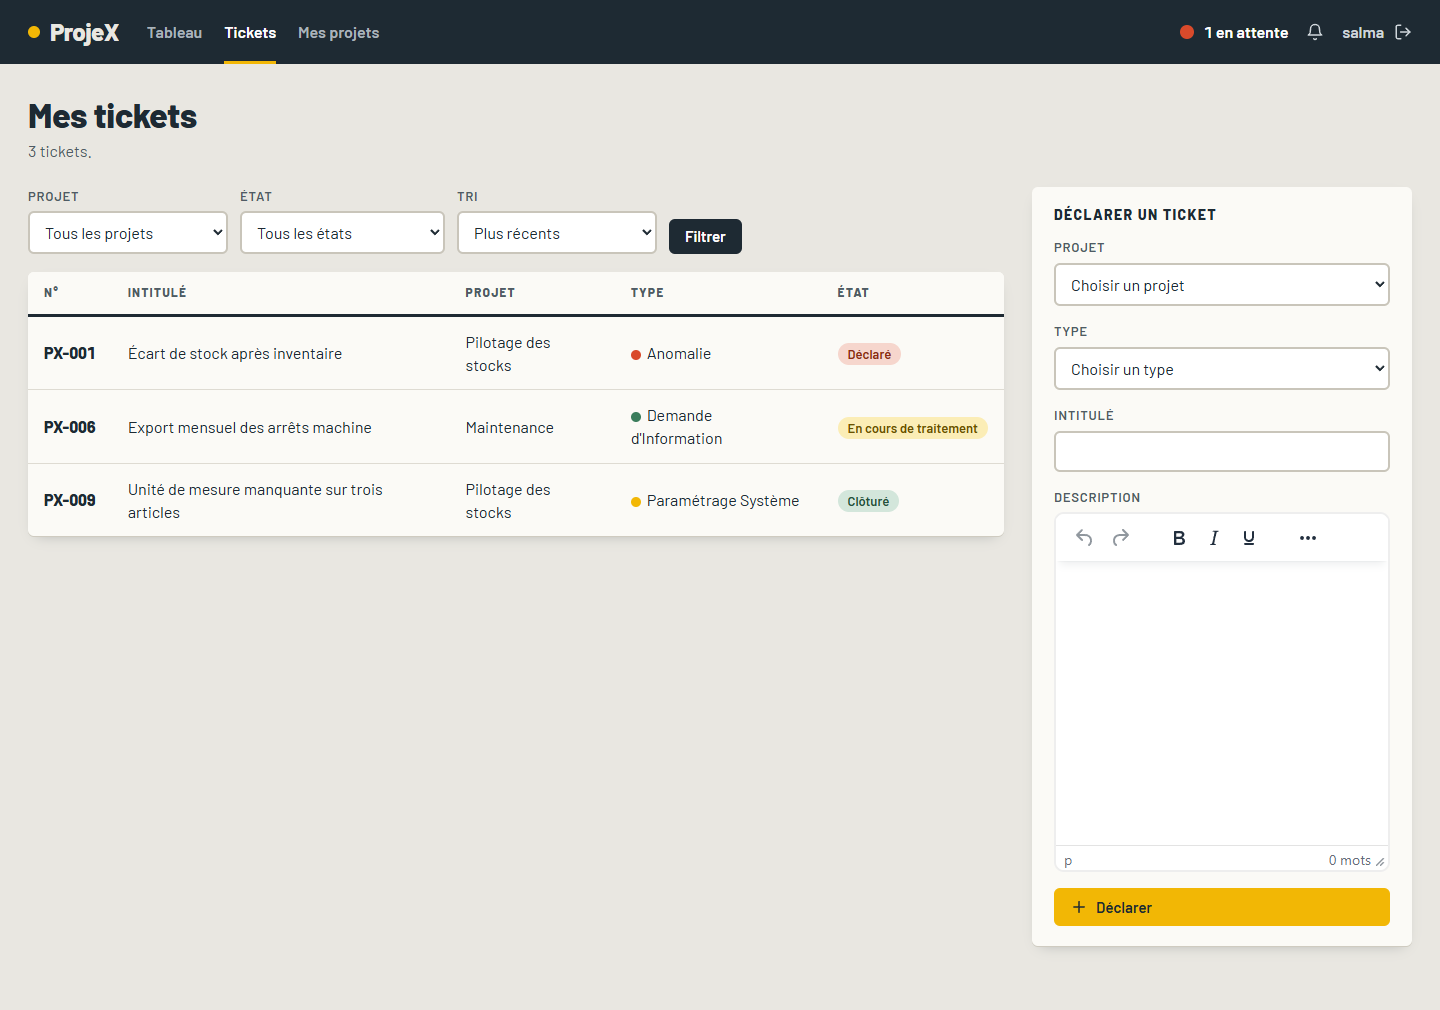 ProjeX Tableau Tickets Mes projets 1 en attente salma
Mes tickets
3 tickets.
PROJET ÉTAT TRI
Tous les projets Tous les états Plus récents Filtrer
N° INTITULÉ PROJET TYPE ÉTAT
PX-001 Écart de stock après inventaire Pilotage des stocks Anomalie Déclaré
PX-006 Export mensuel des arrêts machine Maintenance Demande d'Information En cours de traitement
PX-009 Unité de mesure manquante sur trois articles Pilotage des stocks Paramétrage Système Clôturé
DÉCLARER UN TICKET
PROJET
Choisir un projet
TYPE
Choisir un type
INTITULÉ
DESCRIPTION
B I U
p 0 mots
Déclarer